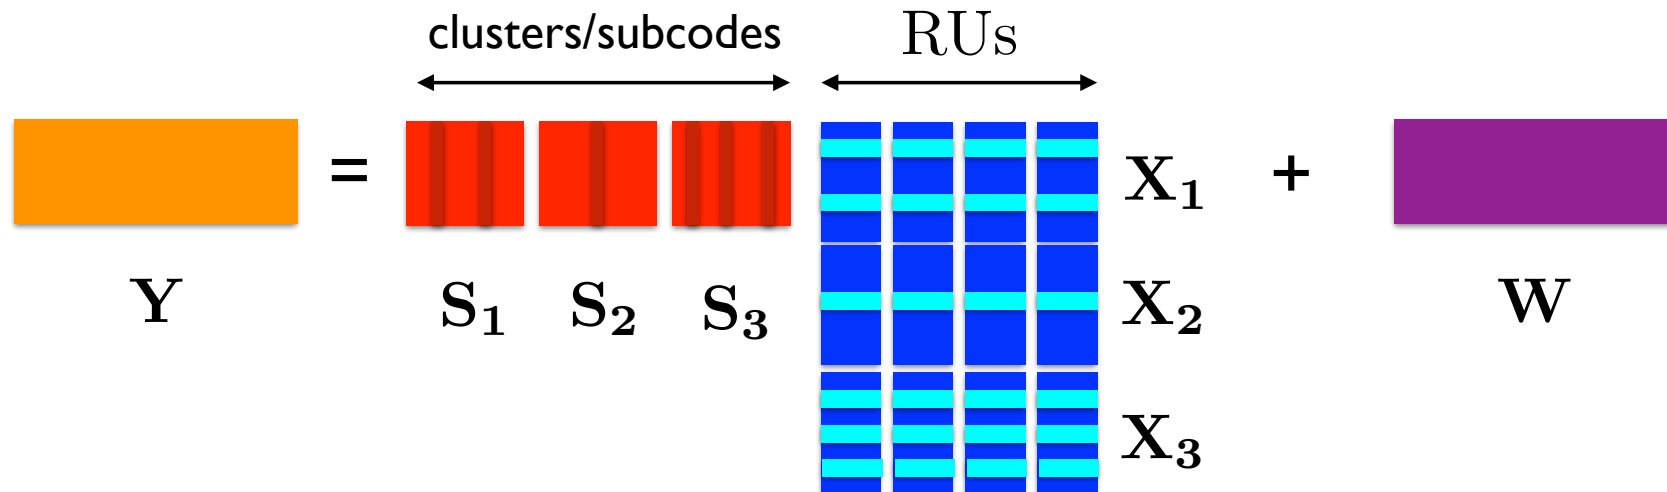 clusters/subcodes RUs
= X₁ + 
Y S₁ S₂ S₃ X₂ W
X₃